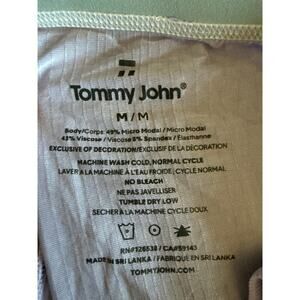 Tommy John®
M / M
Body/Corps: 49% Micro Modal / Micro Modal
43% Viscose / Viscose 8% Spandex / Elasthanne
EXCLUSIVE OF DECORATION/EXCLUSIF DE LA DECORATION
MACHINE WASH COLD, NORMAL CYCLE
LAVER A LA MACHINE À L'EAU FROIDE; CYCLE NORMAL
NO BLEACH
NE PAS JAVELLISER
TUMBLE DRY LOW
SECHER À LA MACHINE CYCLE DOUX
RN#126538 / CA#59143
MADE IN SRI LANKA / FABRIQUE EN SRI LANKA
TOMMYJOHN.COM